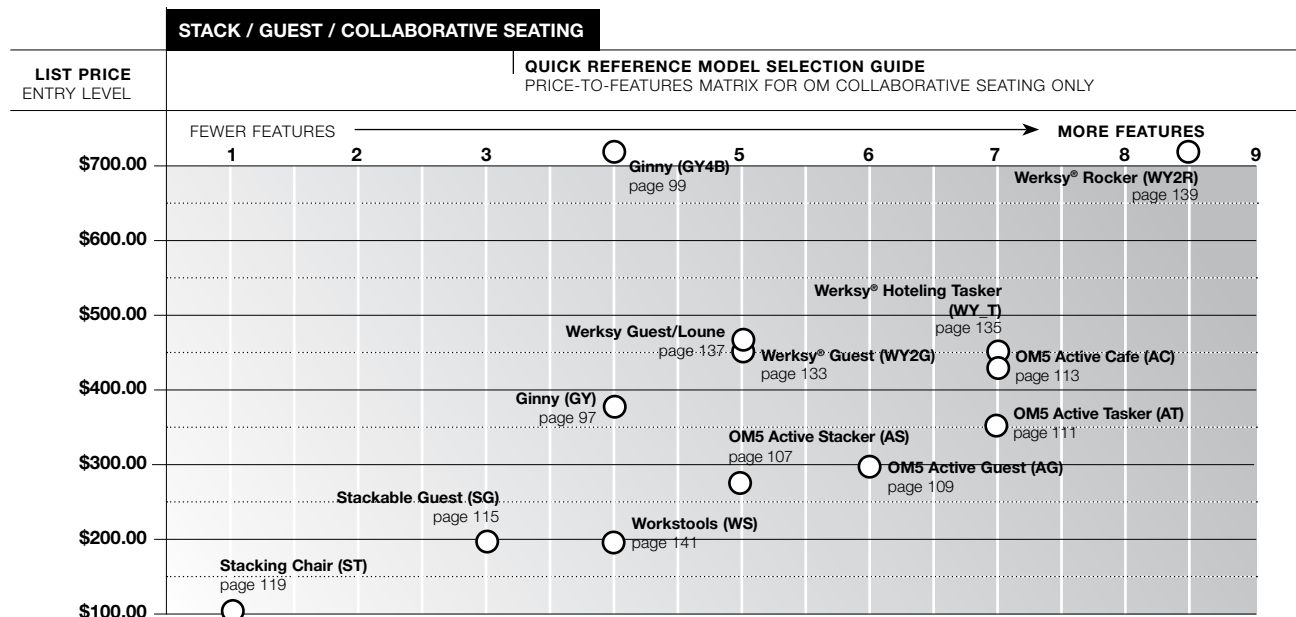 STACK / GUEST / COLLABORATIVE SEATING
LIST PRICE
ENTRY LEVEL
QUICK REFERENCE MODEL SELECTION GUIDE
PRICE-TO-FEATURES MATRIX FOR OM COLLABORATIVE SEATING ONLY
FEWER FEATURES
MORE FEATURES
1 2 3 5 6 7 8 9
$700.00
Ginny (GY4B)
page 99
Werksy® Rocker (WY2R)
page 139
$600.00
Werksy® Hoteling Tasker
(WY_T)
page 135
$500.00
Werksy Guest/Loune
page 137
Werksy® Guest (WY2G)
page 133
OM5 Active Cafe (AC)
page 113
$400.00
Ginny (GY)
page 97
OM5 Active Tasker (AT)
page 111
OM5 Active Stacker (AS)
page 107
$300.00
OM5 Active Guest (AG)
page 109
Stackable Guest (SG)
page 115
$200.00
Workstools (WS)
page 141
Stacking Chair (ST)
page 119
$100.00